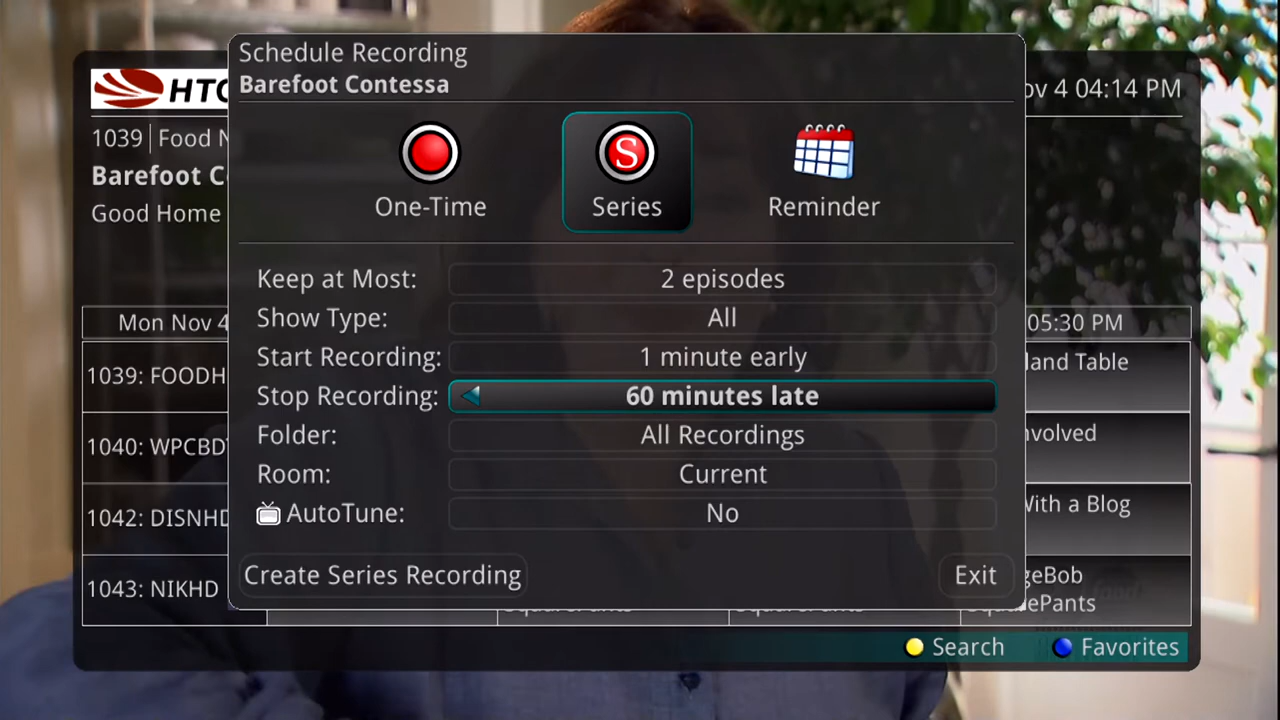 Schedule Recording
Barefoot Contessa
HTC
ov 4 04:14 PM
1039 Food N
Barefoot C
Good Home
One-Time
S
Series
Reminder
Keep at Most: 2 episodes
Show Type: All
Start Recording: 1 minute early
Stop Recording: 60 minutes late
Folder: All Recordings
Room: Current
AutoTune: No
Create Series Recording
Exit
Mon Nov 4
05:30 PM
1039: FOODH
land Table
1040: WPCBD
nvolved
1042: DISNHD
With a Blog
1043: NIKHD
geBob
ePants
Search
Favorites